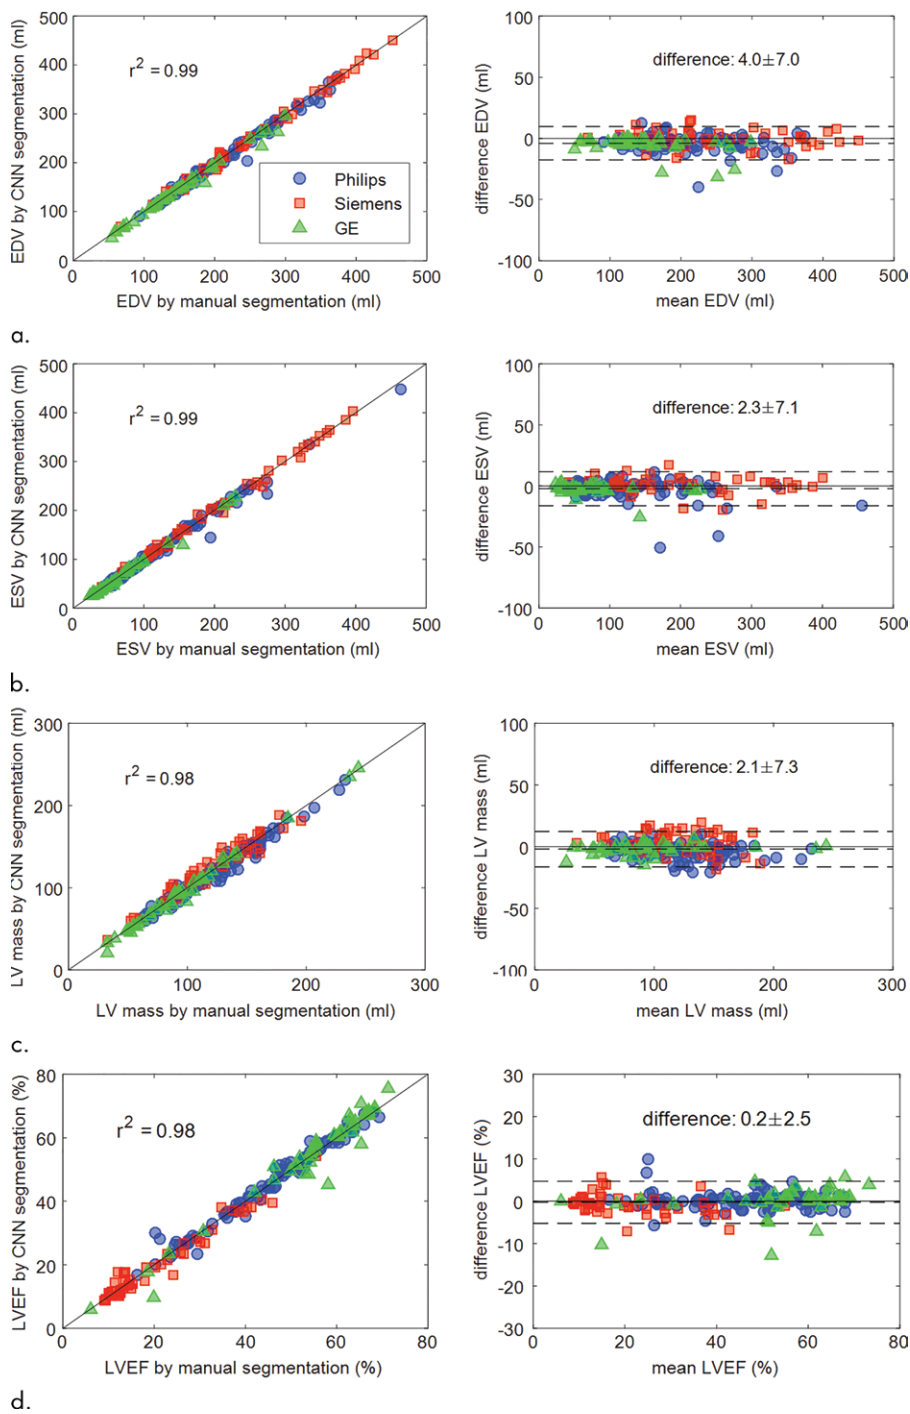 EDV by CNN segmentation (ml)
500
400
300
200
100
0
r² = 0.99
Philips
Siemens
GE
0 100 200 300 400 500
EDV by manual segmentation (ml)
difference EDV (ml)
100
50
0
-50
-100
difference: 4.0±7.0
0 100 200 300 400 500
mean EDV (ml)
a.
ESV by CNN segmentation (ml)
500
400
300
200
100
0
r² = 0.99
0 100 200 300 400 500
ESV by manual segmentation (ml)
difference ESV (ml)
100
50
0
-50
-100
difference: 2.3±7.1
0 100 200 300 400 500
mean ESV (ml)
b.
LV mass by CNN segmentation (ml)
300
200
100
0
r² = 0.98
0 100 200 300
LV mass by manual segmentation (ml)
difference LV mass (ml)
100
50
0
-50
-100
difference: 2.1±7.3
0 100 200 300
mean LV mass (ml)
c.
LVEF by CNN segmentation (%)
80
60
40
20
0
r² = 0.98
0 20 40 60 80
LVEF by manual segmentation (%)
difference LVEF (%)
30
20
10
0
-10
-20
-30
difference: 0.2±2.5
0 20 40 60 80
mean LVEF (%)
d.